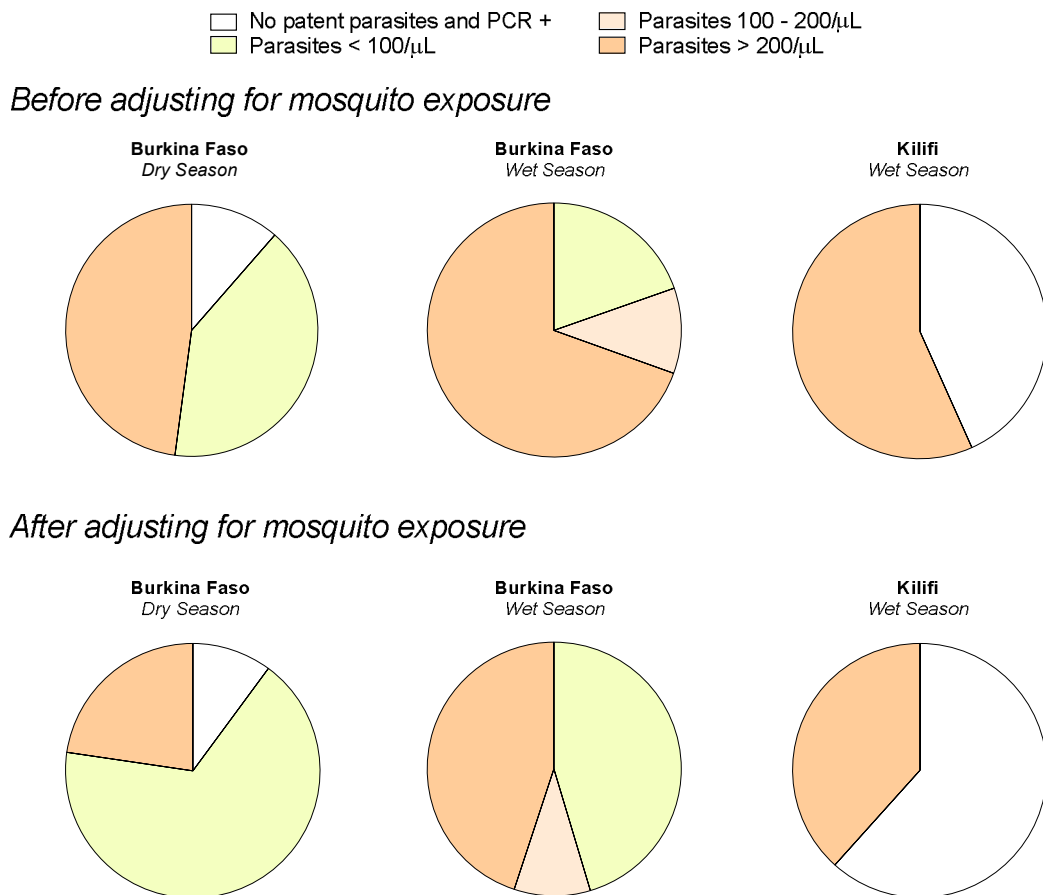 No patent parasites and PCR +
Parasites < 100/μL
Parasites 100 - 200/μL
Parasites > 200/μL
Before adjusting for mosquito exposure
Burkina Faso
Dry Season
Burkina Faso
Wet Season
Kilifi
Wet Season
After adjusting for mosquito exposure
Burkina Faso
Dry Season
Burkina Faso
Wet Season
Kilifi
Wet Season